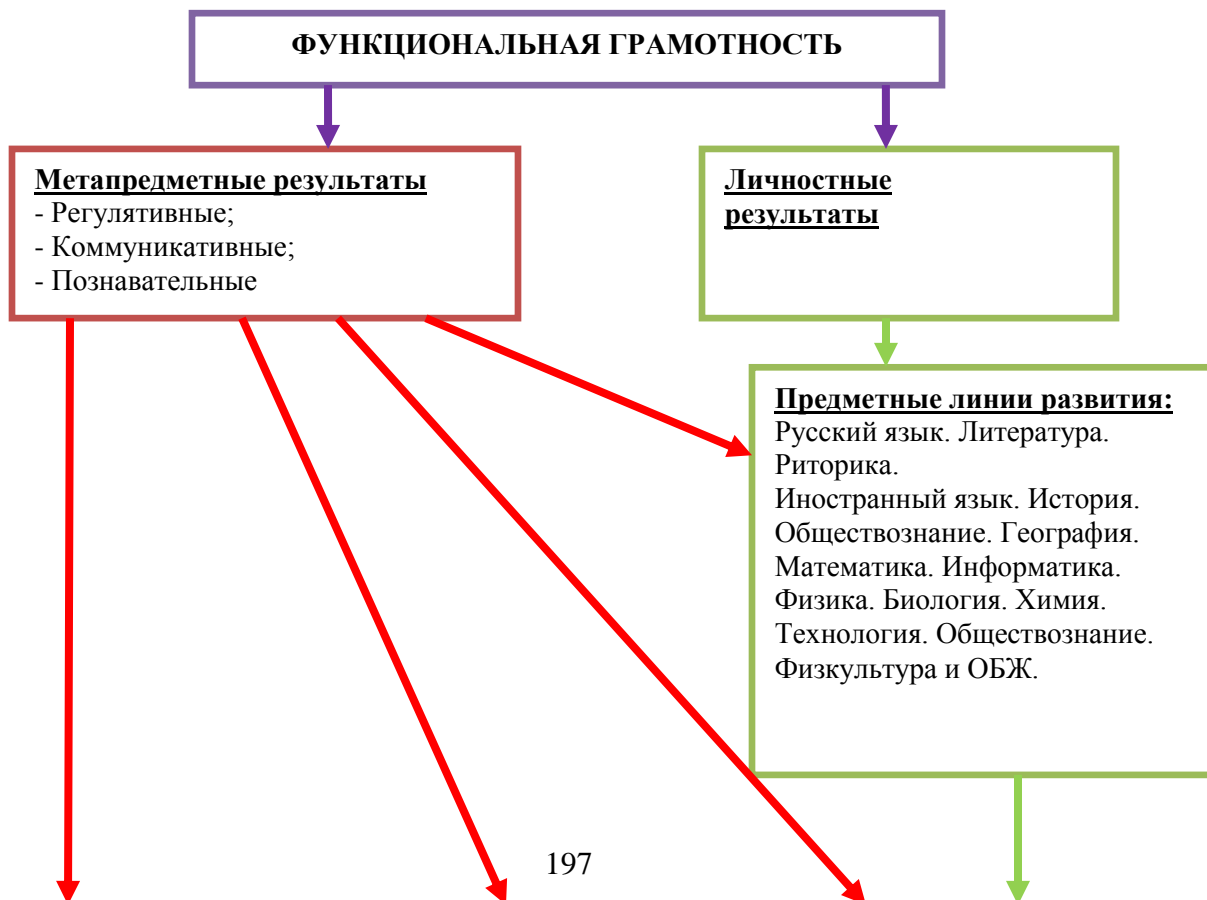 ФУНКЦИОНАЛЬНАЯ ГРАМОТНОСТЬ
Метапредметные результаты
- Регулятивные;
- Коммуникативные;
- Познавательные
Личностные
результаты
Предметные линии развития:
Русский язык. Литература.
Риторика.
Иностранный язык. История.
Обществознание. География.
Математика. Информатика.
Физика. Биология. Химия.
Технология. Обществознание.
Физкультура и ОБЖ.
197